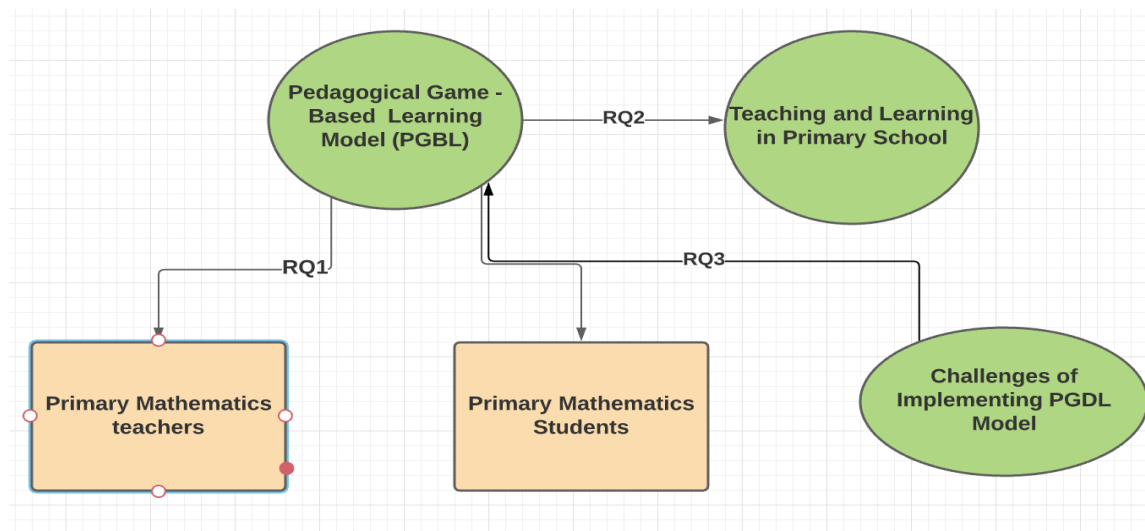 Pedagogical Game -
Based Learning
Model (PGBL)
RQ2
Teaching and Learning
in Primary School
RQ1
RQ3
Primary Mathematics
teachers
Primary Mathematics
Students
Challenges of
Implementing PGDL
Model